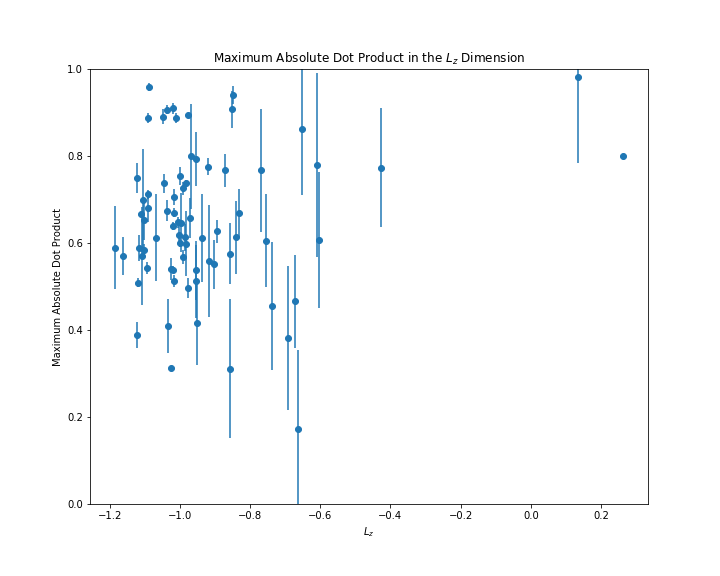 Maximum Absolute Dot Product in the $L_z$ Dimension
1.0
0.8
0.6
0.4
0.2
0.0
Maximum Absolute Dot Product
−1.2 −1.0 −0.8 −0.6 −0.4 −0.2 0.0 0.2
$L_z$